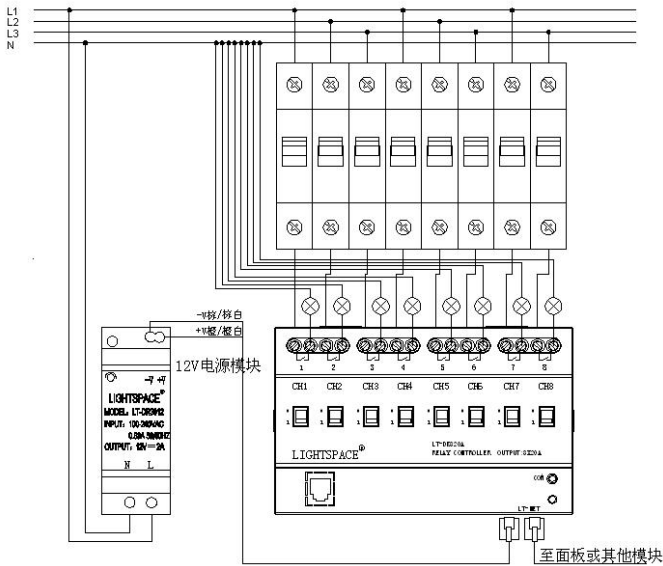 L1
L2
L3
N
-V棕/棕白
+V橙/橙白
12V电源模块
-V +V
LIGHTSPACE®
MODEL: LT-DR3012
INPUT: 100-240VAC
OUTPUT: 12V 2A
N L
1 2 3 4 5 6 7 8
CH1 CH2 CH3 CH4 CH5 CH6 CH7 CH8
LIGHTSPACE®
RELAY CONTROLLER OUTPUT:8X20A
COM
LT-NET
至面板或其他模块